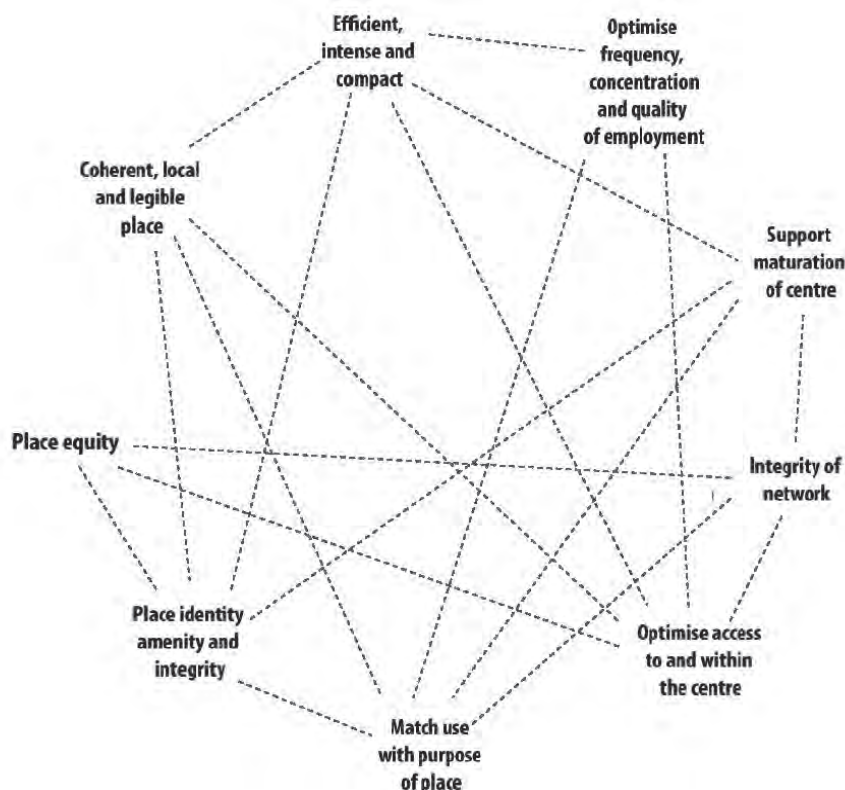 Efficient,
intense and
compact
Optimise
frequency,
concentration
and quality
of employment
Coherent, local
and legible
place
Support
maturation
of centre
Place equity
Integrity of
network
Place identity
amenity and
integrity
Optimise access
to and within
the centre
Match use
with purpose
of place